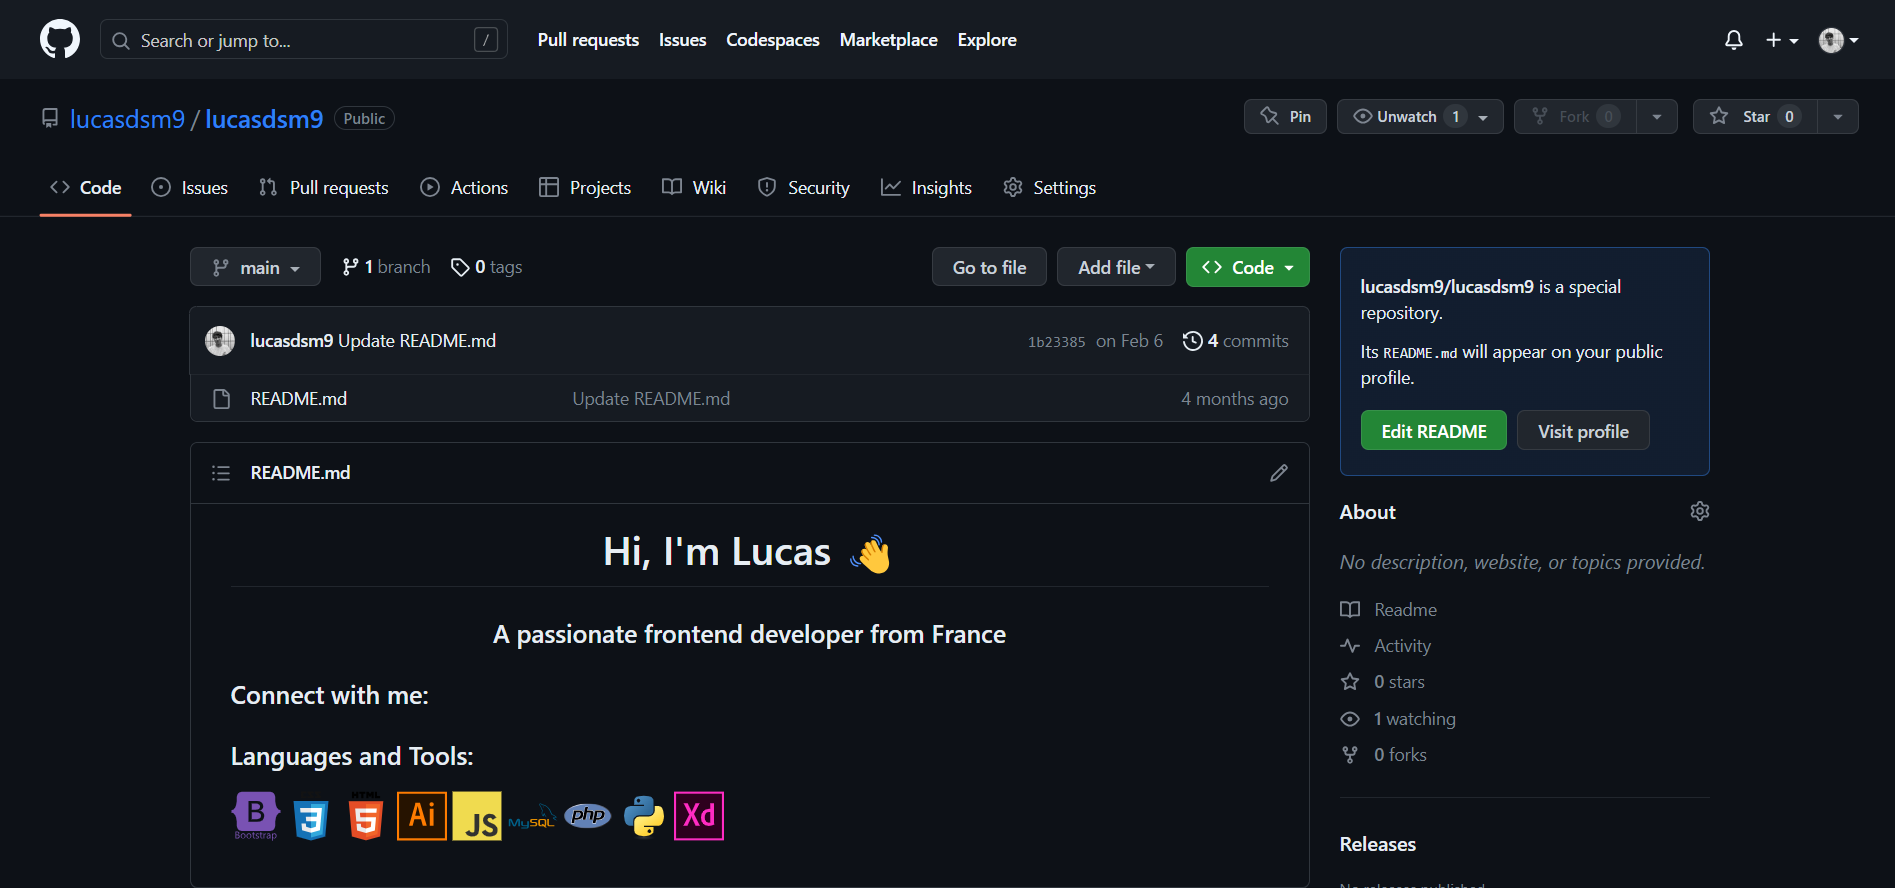 Search or jump to... / Pull requests Issues Codespaces Marketplace Explore
lucasdsm9 / lucasdsm9 Public Pin Unwatch 1 Fork 0 Star 0
Code Issues Pull requests Actions Projects Wiki Security Insights Settings
main 1 branch 0 tags Go to file Add file Code
lucasdsm9 Update README.md 1b23385 on Feb 6 4 commits
README.md Update README.md 4 months ago
README.md
Hi, I'm Lucas 👋
A passionate frontend developer from France
Connect with me:
Languages and Tools:
B Bootstrap 3 HTML 5 Ai JS MySQL php Xd
lucasdsm9/lucasdsm9 is a special
repository.
Its README.md will appear on your public
profile.
Edit README Visit profile
About
No description, website, or topics provided.
Readme
Activity
0 stars
1 watching
0 forks
Releases
No releases published